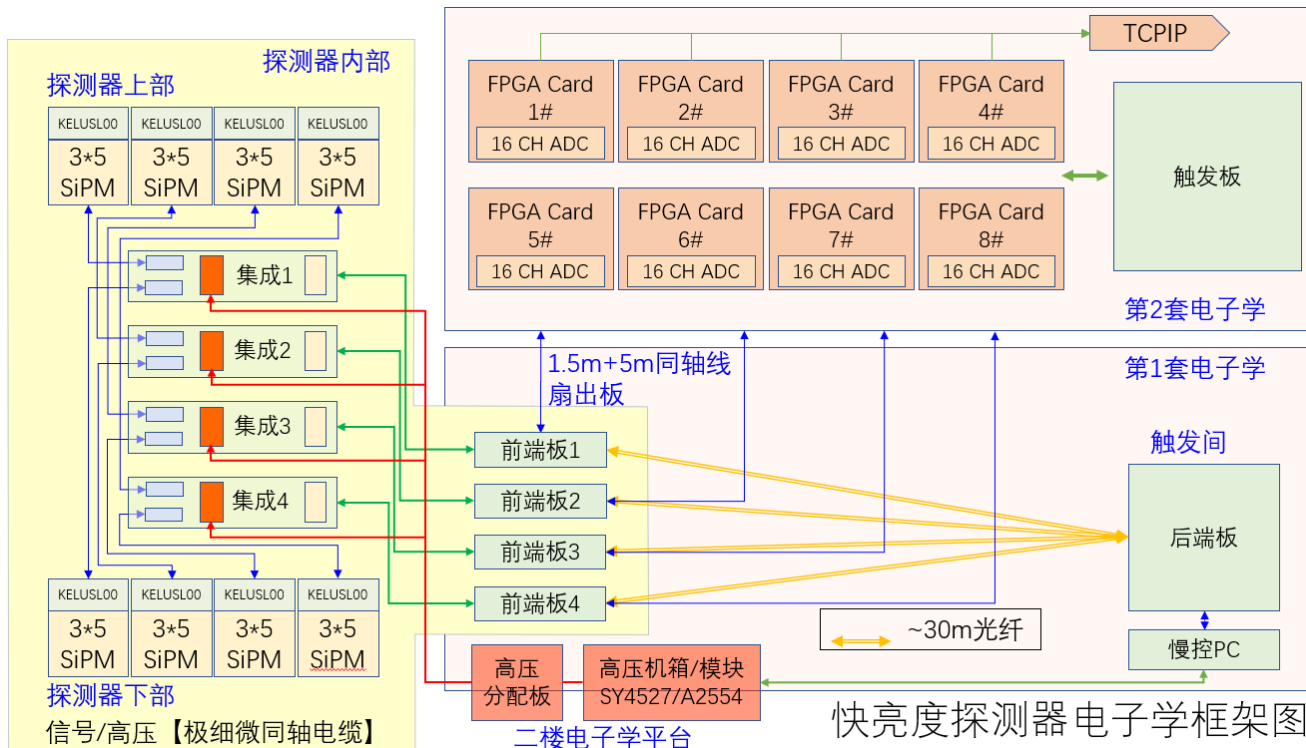 探测器内部
探测器上部
KELUSL00
KELUSL00
KELUSL00
KELUSL00
3*5
SiPM
3*5
SiPM
3*5
SiPM
3*5
SiPM
集成1
集成2
集成3
集成4
KELUSL00
KELUSL00
KELUSL00
KELUSL00
3*5
SiPM
3*5
SiPM
3*5
SiPM
3*5
SiPM
探测器下部
信号/高压【极细微同轴电缆】
TCPIP
FPGA Card
1#
16 CH ADC
FPGA Card
2#
16 CH ADC
FPGA Card
3#
16 CH ADC
FPGA Card
4#
16 CH ADC
FPGA Card
5#
16 CH ADC
FPGA Card
6#
16 CH ADC
FPGA Card
7#
16 CH ADC
FPGA Card
8#
16 CH ADC
触发板
第2套电子学
1.5m+5m同轴线
扇出板
第1套电子学
前端板1
前端板2
前端板3
前端板4
触发间
后端板
~30m光纤
慢控PC
高压
分配板
高压机箱/模块
SY4527/A2554
二楼电子学平台
快亮度探测器电子学框架图